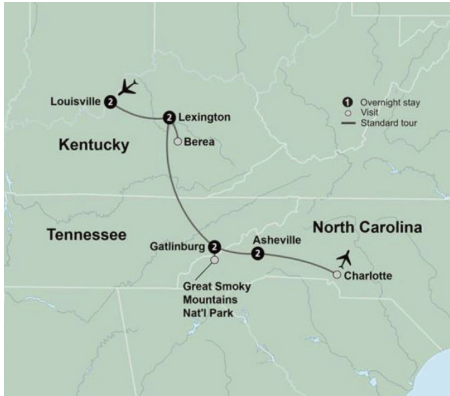 Louisville 2
2 Lexington
Berea
Kentucky
1 Overnight stay
Visit
Standard tour
Tennessee
North Carolina
Gatlinburg 2
Asheville
2
Charlotte
Great Smoky
Mountains
Nat'l Park